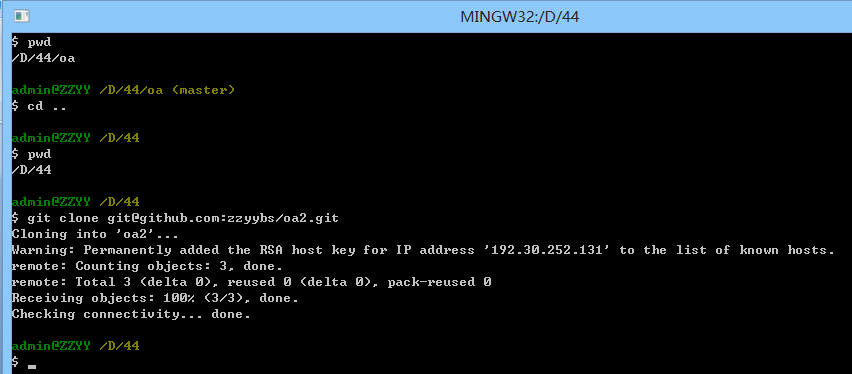 MINGW32:/D/44
$ pwd
/D/44/oa
admin@ZZYY /D/44/oa (master)
$ cd ..
admin@ZZYY /D/44
$ pwd
/D/44
admin@ZZYY /D/44
$ git clone git@github.com:zzyybs/oa2.git
Cloning into 'oa2'...
Warning: Permanently added the RSA host key for IP address '192.30.252.131' to the list of known hosts.
remote: Counting objects: 3, done.
remote: Total 3 (delta 0), reused 0 (delta 0), pack-reused 0
Receiving objects: 100% (3/3), done.
Checking connectivity... done.
admin@ZZYY /D/44
$